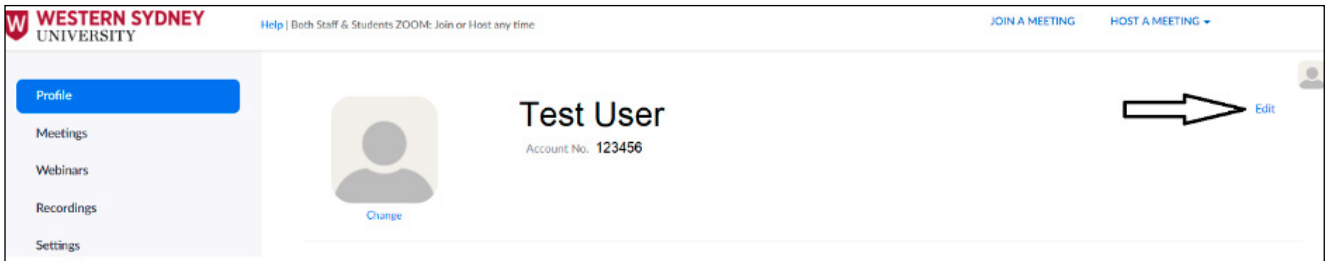 WESTERN SYDNEY
UNIVERSITY
Help | Both Staff & Students ZOOM: Join or Host any time
JOIN A MEETING
HOST A MEETING
Profile
Meetings
Webinars
Recordings
Settings
Change
Test User
Account No. 123456
Edit